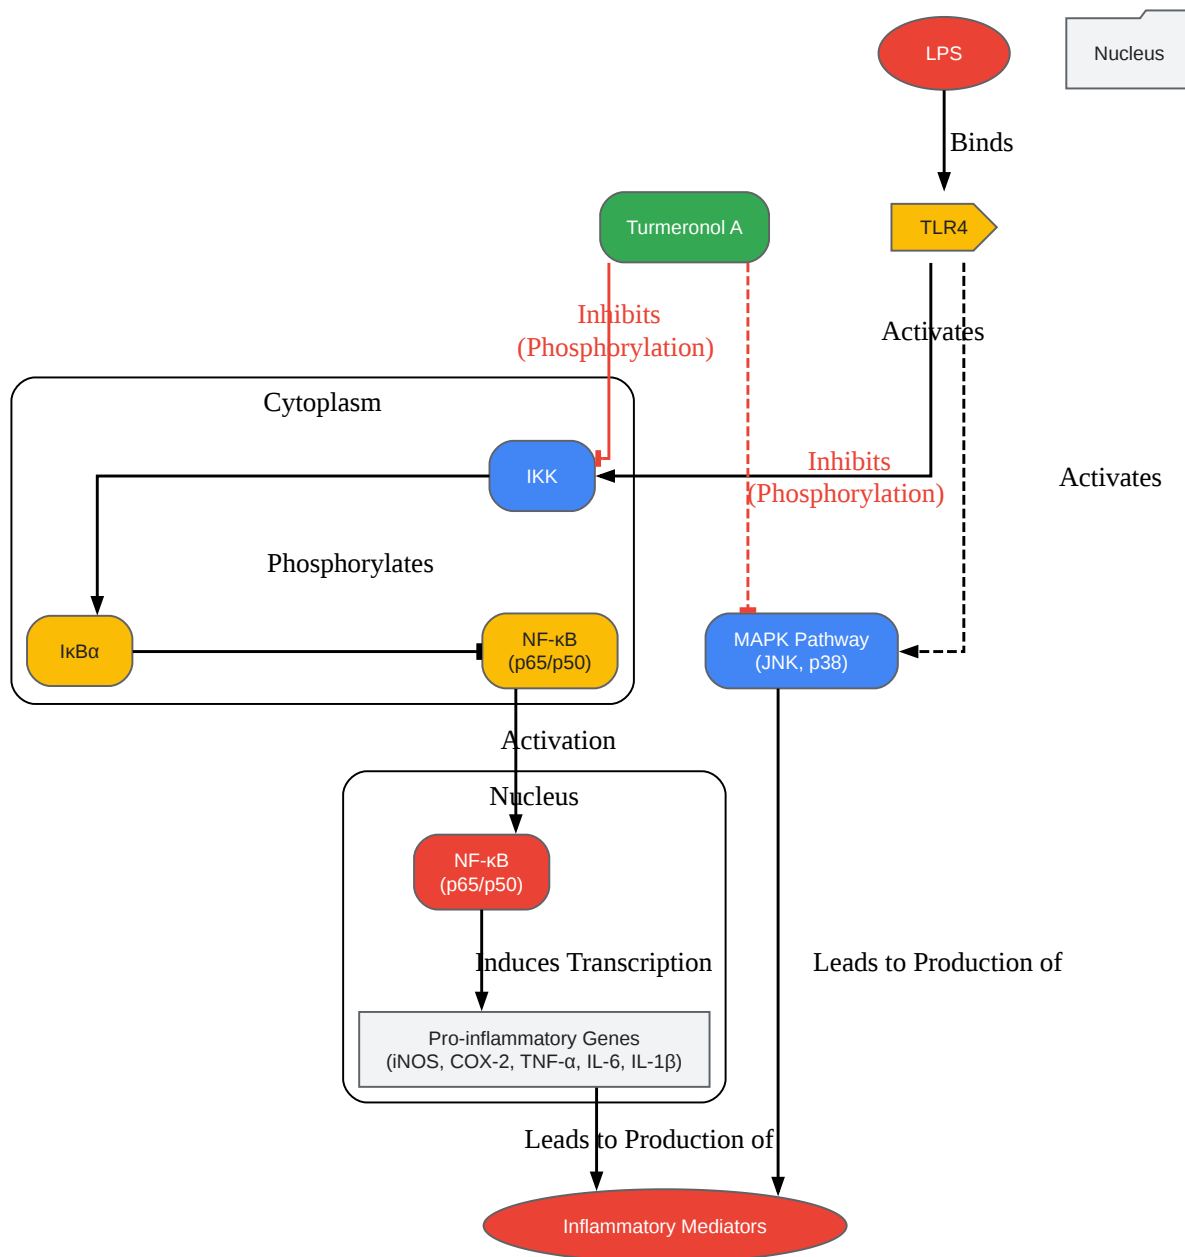 LPS
Nucleus
Binds
Turmeronol A
TLR4
Inhibits
(Phosphorylation)
Activates
Cytoplasm
IKK
Inhibits
(Phosphorylation)
Activates
Phosphorylates
IκBα
NF-κB
(p65/p50)
MAPK Pathway
(JNK, p38)
Activation
Nucleus
NF-κB
(p65/p50)
Induces Transcription
Leads to Production of
Pro-inflammatory Genes
(iNOS, COX-2, TNF-α, IL-6, IL-1β)
Leads to Production of
Inflammatory Mediators